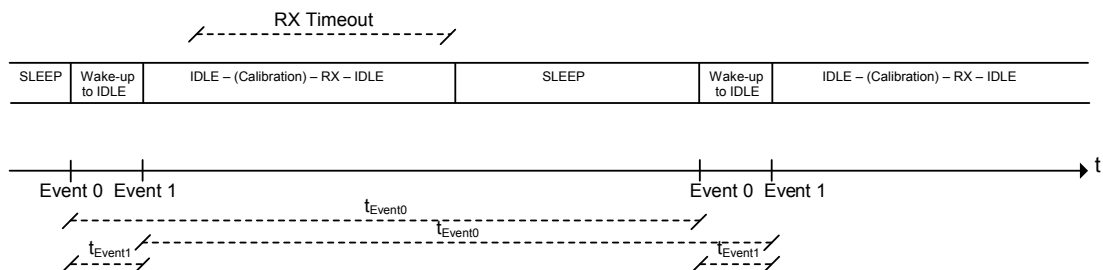 RX Timeout
SLEEP
Wake-up
to IDLE
IDLE – (Calibration) – RX – IDLE
SLEEP
Wake-up
to IDLE
IDLE – (Calibration) – RX – IDLE
t
Event 0
Event 1
Event 0
Event 1
tEvent0
tEvent0
tEvent1
tEvent1